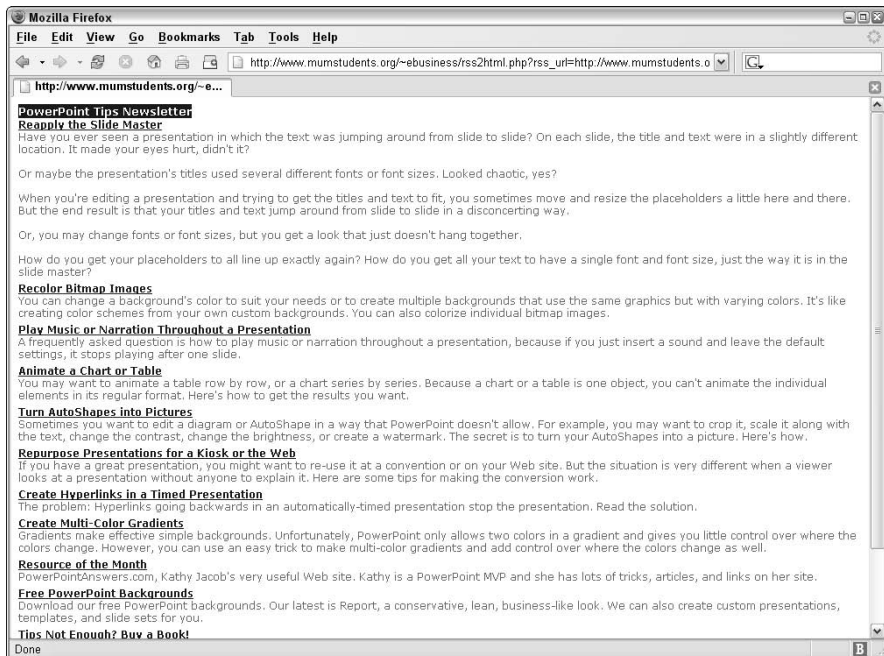 Mozilla Firefox
File Edit View Go Bookmarks Tab Tools Help
http://www.mumstudents.org/~ebusiness/rss2html.php?rss_url=http://www.mumstudents.o
G
http://www.mumstudents.org/~e...
PowerPoint Tips Newsletter
Reapply the Slide Master
Have you ever seen a presentation in which the text was jumping around from slide to slide? On each slide, the title and text were in a slightly different
location. It made your eyes hurt, didn't it?
Or maybe the presentation's titles used several different fonts or font sizes. Looked chaotic, yes?
When you're editing a presentation and trying to get the titles and text to fit, you sometimes move and resize the placeholders a little here and there.
But the end result is that your titles and text jump around from slide to slide in a disconcerting way.
Or, you may change fonts or font sizes, but you get a look that just doesn't hang together.
How do you get your placeholders to all line up exactly again? How do you get all your text to have a single font and font size, just the way it is in the
slide master?
Recolor Bitmap Images
You can change a background's color to suit your needs or to create multiple backgrounds that use the same graphics but with varying colors. It's like
creating color schemes from your own custom backgrounds. You can also colorize individual bitmap images.
Play Music or Narration Throughout a Presentation
A frequently asked question is how to play music or narration throughout a presentation, because if you just insert a sound and leave the default
settings, it stops playing after one slide.
Animate a Chart or Table
You may want to animate a table row by row, or a chart series by series. Because a chart or a table is one object, you can't animate the individual
elements in its regular format. Here's how to get the results you want.
Turn AutoShapes into Pictures
Sometimes you want to edit a diagram or AutoShape in a way that PowerPoint doesn't allow. For example, you may want to crop it, scale it along with
the text, change the contrast, change the brightness, or create a watermark. The secret is to turn your AutoShapes into a picture. Here's how.
Repurpose Presentations for a Kiosk or the Web
If you have a great presentation, you might want to re-use it at a convention or on your Web site. But the situation is very different when a viewer
looks at a presentation without anyone to explain it. Here are some tips for making the conversion work.
Create Hyperlinks in a Timed Presentation
The problem: Hyperlinks going backwards in an automatically-timed presentation stop the presentation. Read the solution.
Create Multi-Color Gradients
Gradients make effective simple backgrounds. Unfortunately, PowerPoint only allows two colors in a gradient and gives you little control over where the
colors change. However, you can use an easy trick to make multi-color gradients and add control over where the colors change as well.
Resource of the Month
PowerPointAnswers.com, Kathy Jacob's very useful Web site. Kathy is a PowerPoint MVP and she has lots of tricks, articles, and links on her site.
Free PowerPoint Backgrounds
Download our free PowerPoint backgrounds. Our latest is Report, a conservative, lean, business-like look. We can also create custom presentations,
templates, and slide sets for you.
Tips Not Enough? Buy a Book!
Done
B